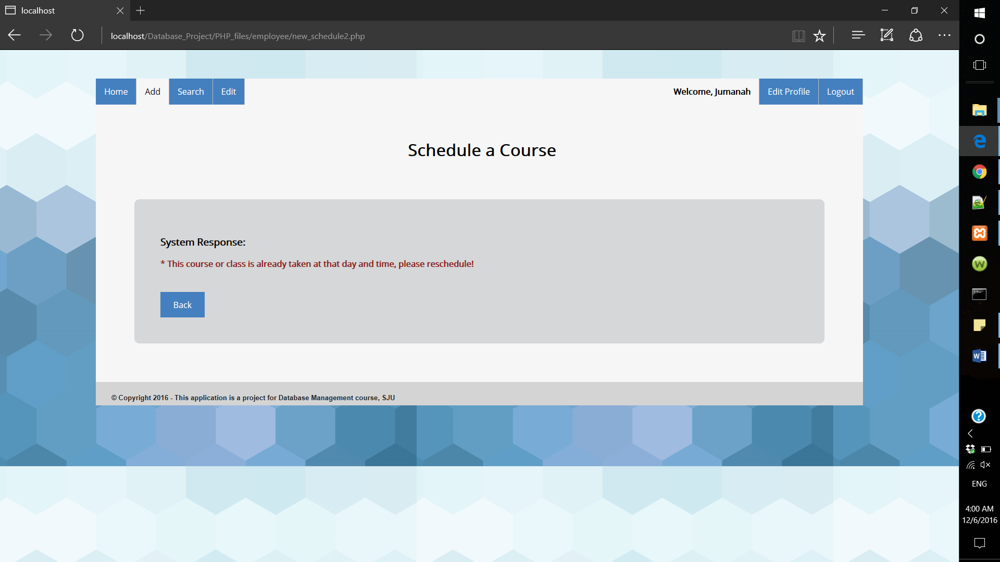 localhost
localhost/Database_Project/PHP_files/employee/new_schedule2.php
Home
Add
Search
Edit
Welcome, Jumanah
Edit Profile
Logout
Schedule a Course
System Response:
* This course or class is already taken at that day and time, please reschedule!
Back
© Copyright 2016 - This application is a project for Database Management course, SJU
ENG
4:00 AM
12/6/2016